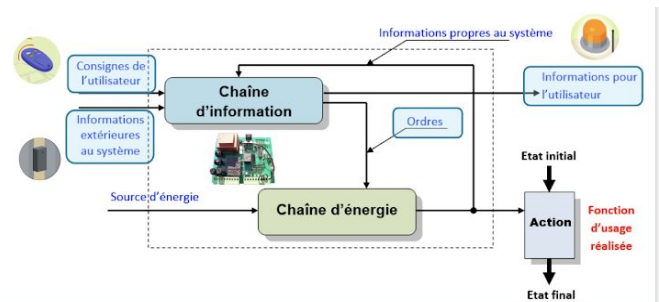 Informations propres au système
Consignes de
l'utilisateur
Chaîne
d'information
Informations pour
l'utilisateur
Informations
extérieures
au système
Ordres
Etat initial
Source d'énergie
Chaîne d'énergie
Action
Fonction
d'usage
réalisée
Etat final